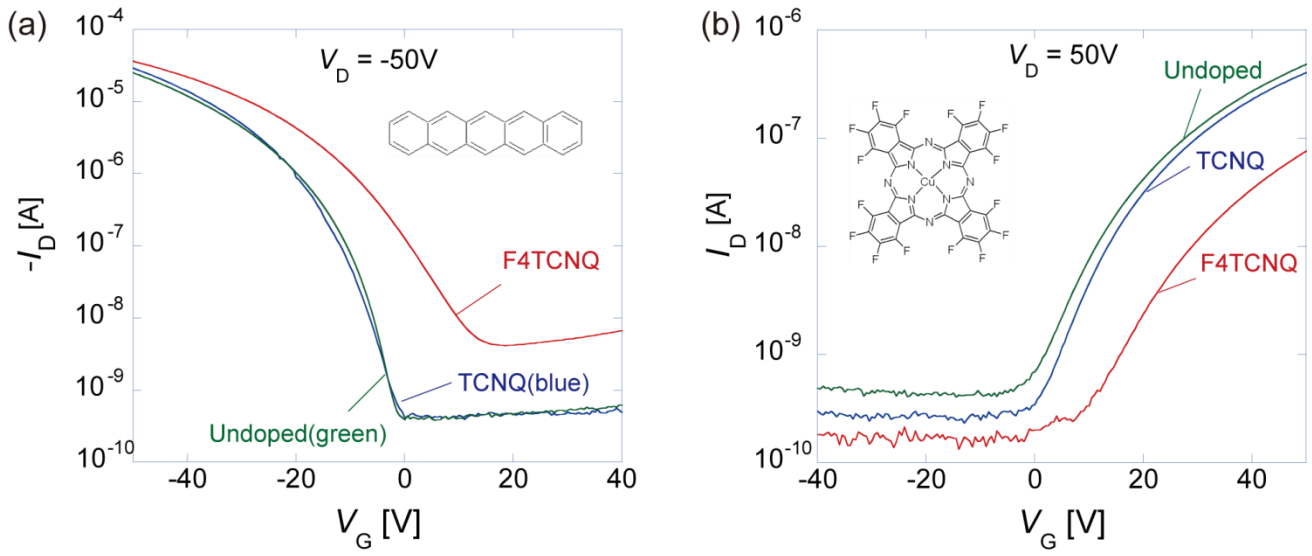 (a)
V_D = -50V
-I_D [A]
10^-4
10^-5
10^-6
10^-7
10^-8
10^-9
10^-10
F4TCNQ
TCNQ(blue)
Undoped(green)
-40 -20 0 20 40
V_G [V]
(b)
V_D = 50V
I_D [A]
10^-6
10^-7
10^-8
10^-9
10^-10
Undoped
TCNQ
F4TCNQ
F F
F F F F
F N F
N N
N Cu N
N N
F N F
F F F F
F F
-40 -20 0 20 40
V_G [V]